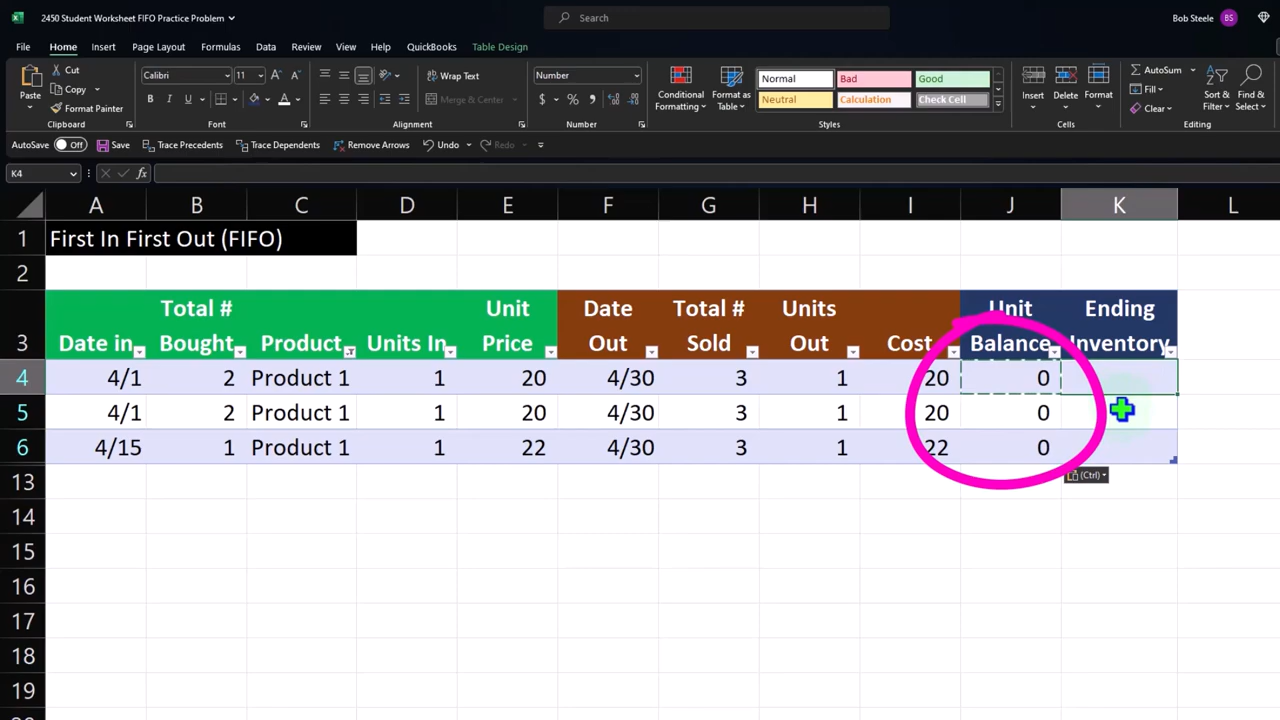 2450 Student Worksheet FIFO Practice Problem
Search
Bob Steele
BS
File Home Insert Page Layout Formulas Data Review View Help QuickBooks Table Design
Paste
Cut
Copy
Format Painter
Clipboard
Calibri 11
B I U
A A
Font
Wrap Text
Merge & Center
Alignment
Number
$ % ,
Number
Conditional Formatting
Format as Table
Normal Bad Good
Neutral Calculation Check Cell
Styles
Insert Delete Format
Cells
AutoSum
Fill
Clear
Sort & Filter
Find & Select
Editing
AutoSave Off Save Trace Precedents Trace Dependents Remove Arrows Undo Redo
K4 fx
A B C D E F G H I J K L
1 First In First Out (FIFO)
2
Total # Unit Date Total # Units Unit Ending
3 Date in Bought Product Units In Price Out Sold Out Cost Balance Inventory
4 4/1 2 Product 1 1 20 4/30 3 1 20 0
5 4/1 2 Product 1 1 20 4/30 3 1 20 0
6 4/15 1 Product 1 1 22 4/30 3 1 22 0
13 (Ctrl)
14
15
16
17
18
19